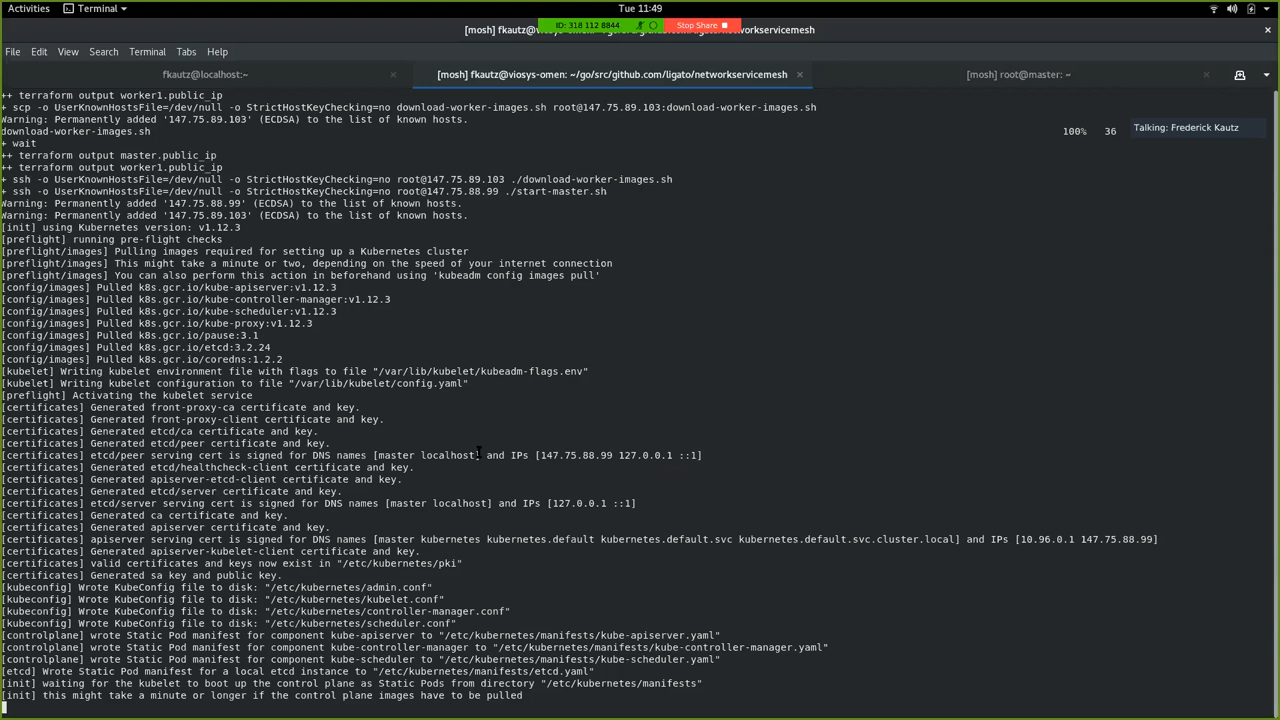 Activities
Terminal
Tue 11:49
ID: 318 112 8844
Stop Share
[mosh] fkautz@
networkservicemesh
File Edit View Search Terminal Tabs Help
fkautz@localhost:~
[mosh] fkautz@viosys-omen: ~/go/src/github.com/ligato/networkservicemesh
[mosh] root@master: ~
++ terraform output worker1.public_ip
+ scp -o UserKnownHostsFile=/dev/null -o StrictHostKeyChecking=no download-worker-images.sh root@147.75.89.103:download-worker-images.sh
Warning: Permanently added '147.75.89.103' (ECDSA) to the list of known hosts.
download-worker-images.sh 100% 36
Talking: Frederick Kautz
+ wait
++ terraform output master.public_ip
++ terraform output worker1.public_ip
+ ssh -o UserKnownHostsFile=/dev/null -o StrictHostKeyChecking=no root@147.75.89.103 ./download-worker-images.sh
+ ssh -o UserKnownHostsFile=/dev/null -o StrictHostKeyChecking=no root@147.75.88.99 ./start-master.sh
Warning: Permanently added '147.75.88.99' (ECDSA) to the list of known hosts.
Warning: Permanently added '147.75.89.103' (ECDSA) to the list of known hosts.
[init] using Kubernetes version: v1.12.3
[preflight] running pre-flight checks
[preflight/images] Pulling images required for setting up a Kubernetes cluster
[preflight/images] This might take a minute or two, depending on the speed of your internet connection
[preflight/images] You can also perform this action in beforehand using 'kubeadm config images pull'
[config/images] Pulled k8s.gcr.io/kube-apiserver:v1.12.3
[config/images] Pulled k8s.gcr.io/kube-controller-manager:v1.12.3
[config/images] Pulled k8s.gcr.io/kube-scheduler:v1.12.3
[config/images] Pulled k8s.gcr.io/kube-proxy:v1.12.3
[config/images] Pulled k8s.gcr.io/pause:3.1
[config/images] Pulled k8s.gcr.io/etcd:3.2.24
[config/images] Pulled k8s.gcr.io/coredns:1.2.2
[kubelet] Writing kubelet environment file with flags to file "/var/lib/kubelet/kubeadm-flags.env"
[kubelet] Writing kubelet configuration to file "/var/lib/kubelet/config.yaml"
[preflight] Activating the kubelet service
[certificates] Generated front-proxy-ca certificate and key.
[certificates] Generated front-proxy-client certificate and key.
[certificates] Generated etcd/ca certificate and key.
[certificates] Generated etcd/peer certificate and key.
[certificates] etcd/peer serving cert is signed for DNS names [master localhost] and IPs [147.75.88.99 127.0.0.1 ::1]
[certificates] Generated etcd/healthcheck-client certificate and key.
[certificates] Generated apiserver-etcd-client certificate and key.
[certificates] Generated etcd/server certificate and key.
[certificates] etcd/server serving cert is signed for DNS names [master localhost] and IPs [127.0.0.1 ::1]
[certificates] Generated ca certificate and key.
[certificates] Generated apiserver certificate and key.
[certificates] apiserver serving cert is signed for DNS names [master kubernetes kubernetes.default kubernetes.default.svc kubernetes.default.svc.cluster.local] and IPs [10.96.0.1 147.75.88.99]
[certificates] Generated apiserver-kubelet-client certificate and key.
[certificates] valid certificates and keys now exist in "/etc/kubernetes/pki"
[certificates] Generated sa key and public key.
[kubeconfig] Wrote KubeConfig file to disk: "/etc/kubernetes/admin.conf"
[kubeconfig] Wrote KubeConfig file to disk: "/etc/kubernetes/kubelet.conf"
[kubeconfig] Wrote KubeConfig file to disk: "/etc/kubernetes/controller-manager.conf"
[kubeconfig] Wrote KubeConfig file to disk: "/etc/kubernetes/scheduler.conf"
[controlplane] wrote Static Pod manifest for component kube-apiserver to "/etc/kubernetes/manifests/kube-apiserver.yaml"
[controlplane] wrote Static Pod manifest for component kube-controller-manager to "/etc/kubernetes/manifests/kube-controller-manager.yaml"
[controlplane] wrote Static Pod manifest for component kube-scheduler to "/etc/kubernetes/manifests/kube-scheduler.yaml"
[etcd] Wrote Static Pod manifest for a local etcd instance to "/etc/kubernetes/manifests/etcd.yaml"
[init] waiting for the kubelet to boot up the control plane as Static Pods from directory "/etc/kubernetes/manifests"
[init] this might take a minute or longer if the control plane images have to be pulled